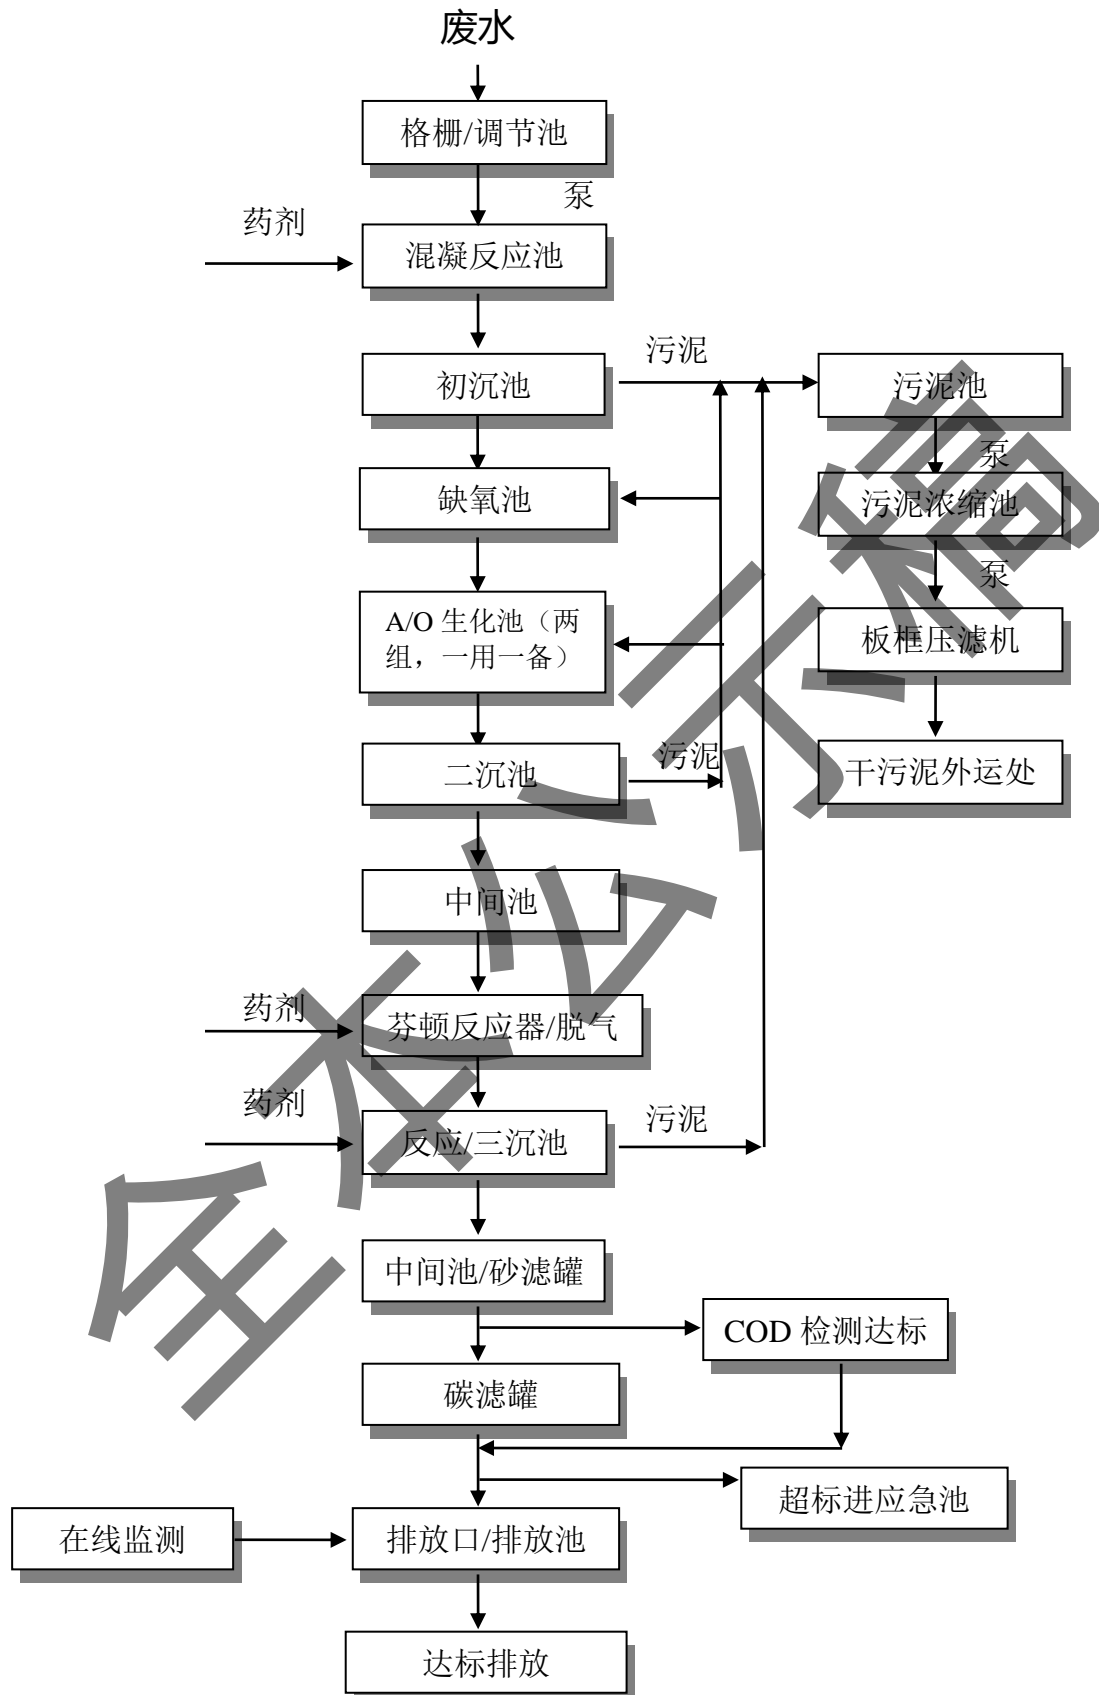 废水
格栅/调节池
泵
药剂
混凝反应池
初沉池
污泥
污泥池
泵
缺氧池
污泥浓缩池
泵
A/O 生化池（两
组，一用一备）
板框压滤机
二沉池
污泥
干污泥外运处
中间池
药剂
芬顿反应器/脱气
药剂
反应/三沉池
污泥
中间池/砂滤罐
COD 检测达标
碳滤罐
超标进应急池
在线监测
排放口/排放池
达标排放
全本公示稿